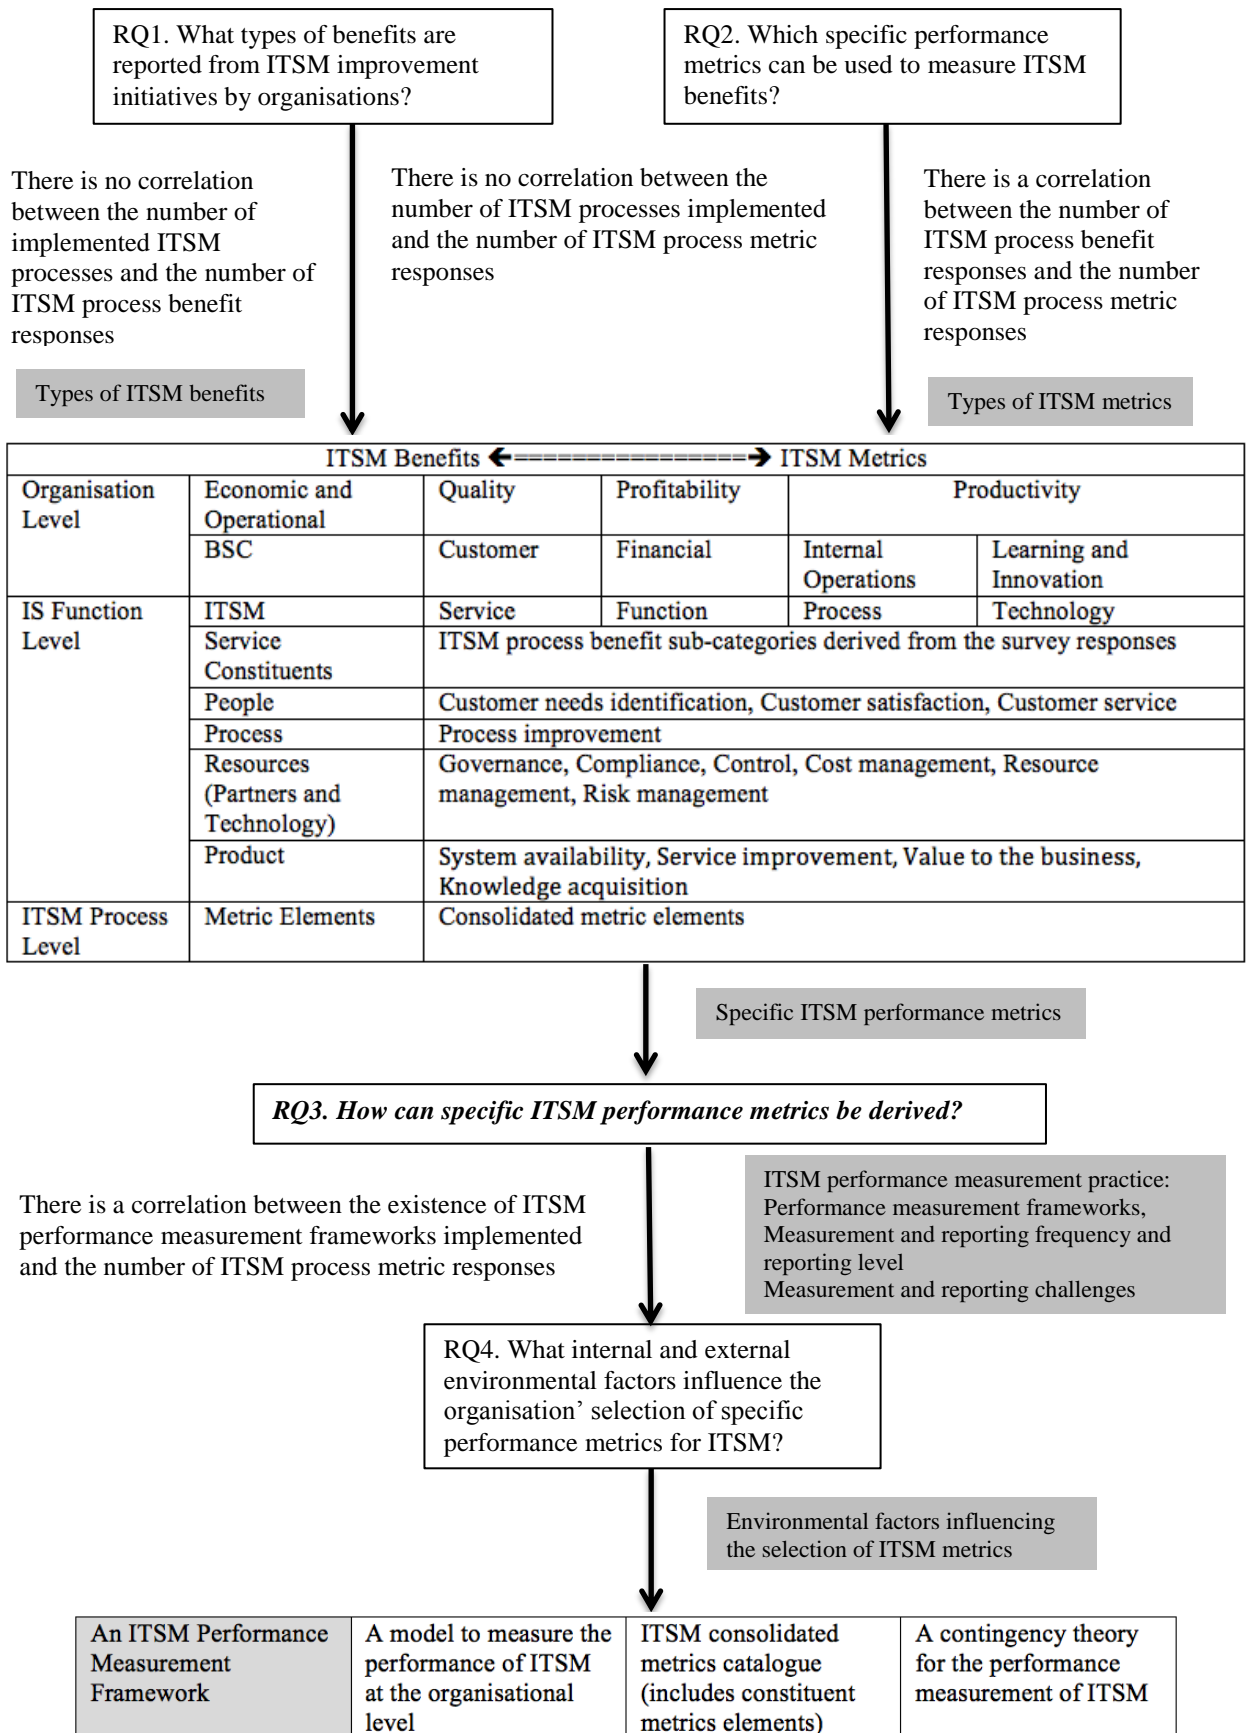 RQ1. What types of benefits are
reported from ITSM improvement
initiatives by organisations?
RQ2. Which specific performance
metrics can be used to measure ITSM
benefits?
There is no correlation
between the number of
implemented ITSM
processes and the number of
ITSM process benefit
responses
There is no correlation between the
number of ITSM processes implemented
and the number of ITSM process metric
responses
There is a correlation
between the number of
ITSM process benefit
responses and the number
of ITSM process metric
responses
Types of ITSM benefits
Types of ITSM metrics
ITSM Benefits 🡸================🡺 ITSM Metrics
Organisation
Level
Economic and
Operational
Quality
Profitability
Productivity
BSC
Customer
Financial
Internal
Operations
Learning and
Innovation
IS Function
Level
ITSM
Service
Function
Process
Technology
Service
Constituents
ITSM process benefit sub-categories derived from the survey responses
People
Customer needs identification, Customer satisfaction, Customer service
Process
Process improvement
Resources
(Partners and
Technology)
Governance, Compliance, Control, Cost management, Resource
management, Risk management
Product
System availability, Service improvement, Value to the business,
Knowledge acquisition
ITSM Process
Level
Metric Elements
Consolidated metric elements
Specific ITSM performance metrics
RQ3. How can specific ITSM performance metrics be derived?
There is a correlation between the existence of ITSM
performance measurement frameworks implemented
and the number of ITSM process metric responses
ITSM performance measurement practice:
Performance measurement frameworks,
Measurement and reporting frequency and
reporting level
Measurement and reporting challenges
RQ4. What internal and external
environmental factors influence the
organisation’ selection of specific
performance metrics for ITSM?
Environmental factors influencing
the selection of ITSM metrics
An ITSM Performance
Measurement
Framework
A model to measure the
performance of ITSM
at the organisational
level
ITSM consolidated
metrics catalogue
(includes constituent
metrics elements)
A contingency theory
for the performance
measurement of ITSM